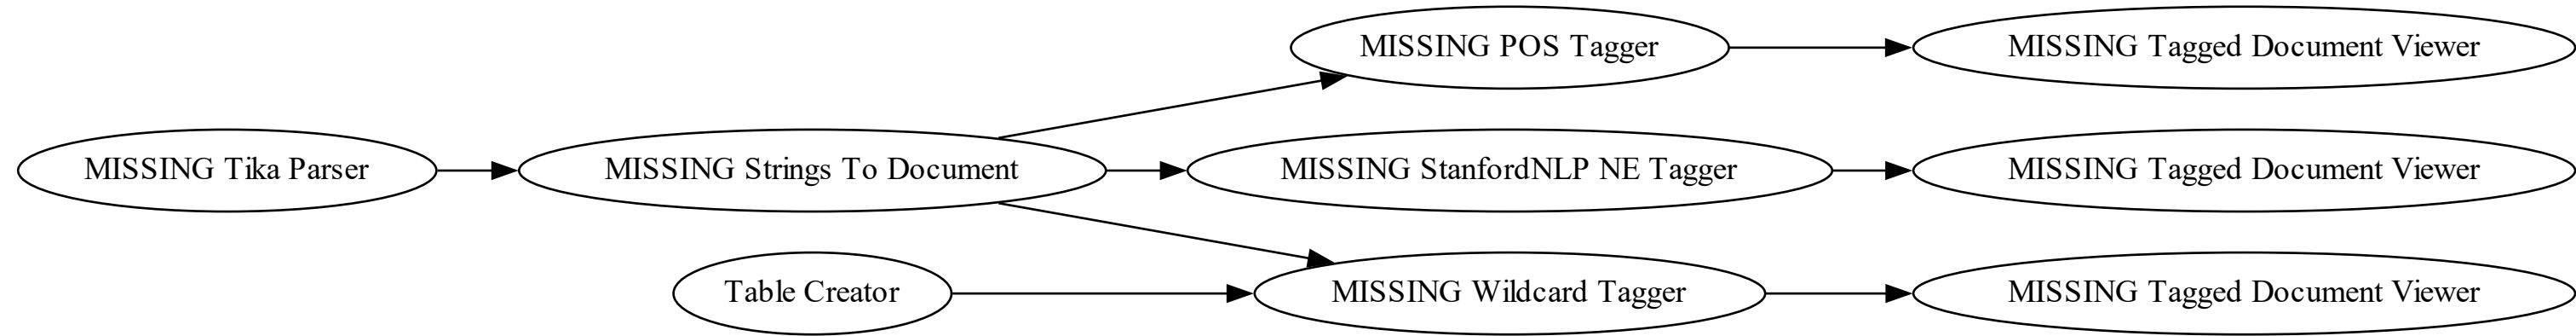 MISSING POS Tagger
MISSING Tagged Document Viewer
MISSING Tika Parser
MISSING Strings To Document
MISSING StanfordNLP NE Tagger
MISSING Tagged Document Viewer
Table Creator
MISSING Wildcard Tagger
MISSING Tagged Document Viewer